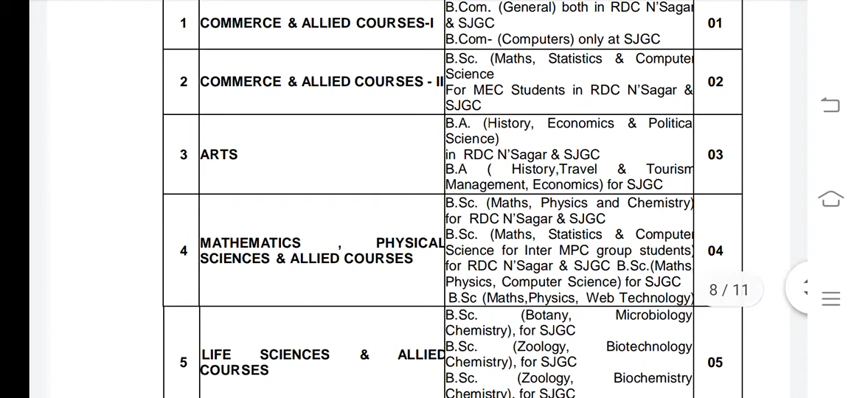 1 COMMERCE & ALLIED COURSES-I B.Com. (General) both in RDC N'Sagar 01
& SJGC
B.Com- (Computers) only at SJGC
2 COMMERCE & ALLIED COURSES - II B.Sc. (Maths, Statistics & Computer 02
Science
For MEC Students in RDC N'Sagar &
SJGC
3 ARTS B.A. (History, Economics & Political 03
Science)
in RDC N'Sagar & SJGC
B.A ( History,Travel & Tourism
Management, Economics) for SJGC
4 MATHEMATICS , PHYSICAL B.Sc. (Maths, Physics and Chemistry) 04
SCIENCES & ALLIED COURSES for RDC N'Sagar & SJGC
B.Sc. (Maths, Statistics & Computer
Science for Inter MPC group students)
for RDC N'Sagar & SJGC B.Sc.(Maths
Physics, Computer Science) for SJGC
B.Sc (Maths,Physics, Web Technology)
8 / 11
5 LIFE SCIENCES & ALLIED B.Sc. (Botany, Microbiology 05
COURSES Chemistry), for SJGC
B.Sc. (Zoology, Biotechnology
Chemistry), for SJGC
B.Sc. (Zoology, Biochemistry
Chemistry), for SJGC